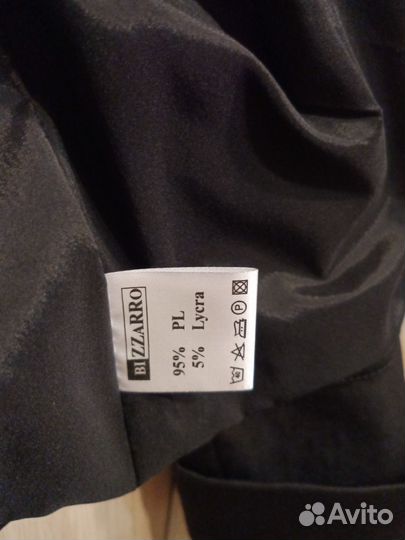 BIZZARRO
95% PL
5% Lycra
P
Avito